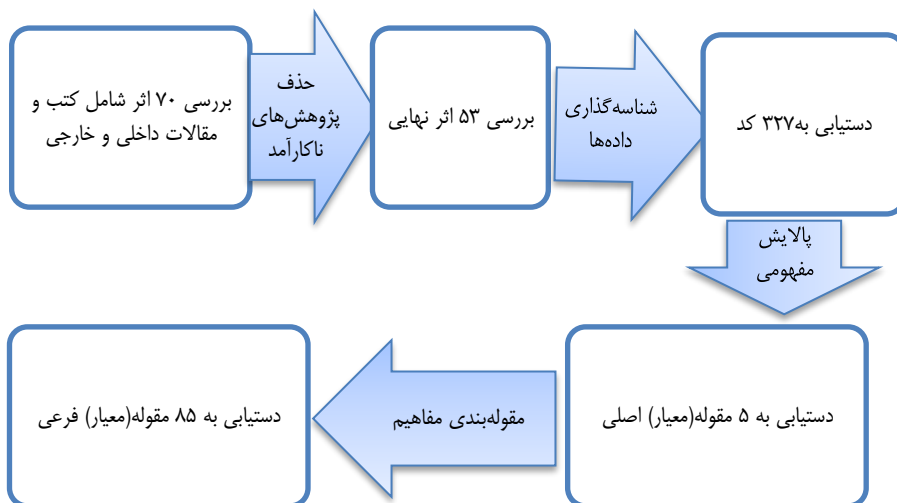 بررسی ۷۰ اثر شامل کتب و
مقالات داخلی و خارجی
حذف
پژوهش‌های
ناکارآمد
بررسی ۵۳ اثر نهایی
شناسه‌گذاری
داده‌ها
دستیابی به۳۲۷ کد
پالایش
مفهومی
دستیابی به ۵ مقوله(معیار) اصلی
مقوله‌بندی مفاهیم
دستیابی به ۸۵ مقوله(معیار) فرعی